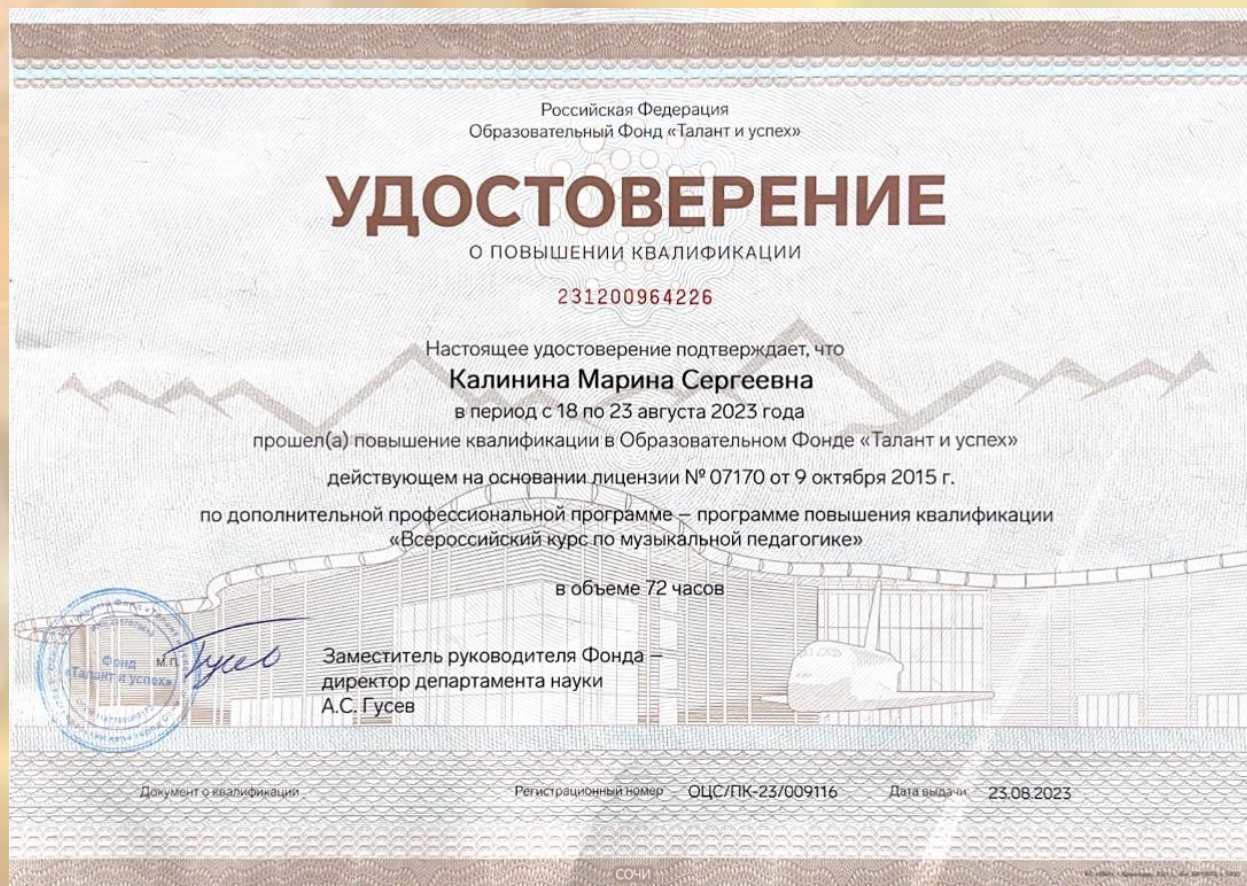 Российская Федерация
Образовательный Фонд «Талант и успех»
УДОСТОВЕРЕНИЕ
О ПОВЫШЕНИИ КВАЛИФИКАЦИИ
231200964226
Настоящее удостоверение подтверждает, что
Калинина Марина Сергеевна
в период с 18 по 23 августа 2023 года
прошел(а) повышение квалификации в Образовательном Фонде «Талант и успех»
действующем на основании лицензии № 07170 от 9 октября 2015 г.
по дополнительной профессиональной программе – программе повышения квалификации
«Всероссийский курс по музыкальной педагогике»
в объеме 72 часов
Фонд
«Талант и успех»
М.П.
Гусев
Заместитель руководителя Фонда –
директор департамента науки
А.С. Гусев
Документ о квалификации
Регистрационный номер ОЦС/ПК-23/009116
Дата выдачи 23.08.2023
СОЧИ